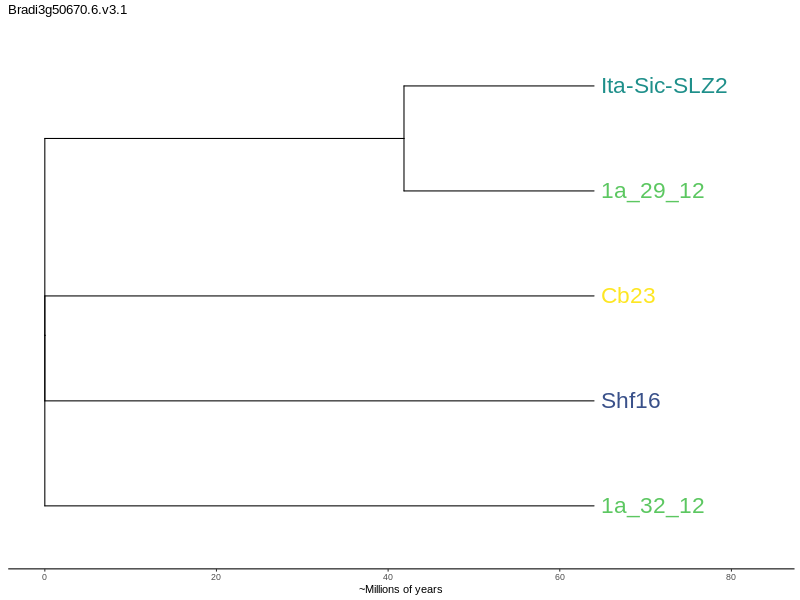 Bradi3g50670.6.v3.1
Ita-Sic-SLZ2
1a_29_12
Cb23
Shf16
1a_32_12
0 20 40 60 80
~Millions of years